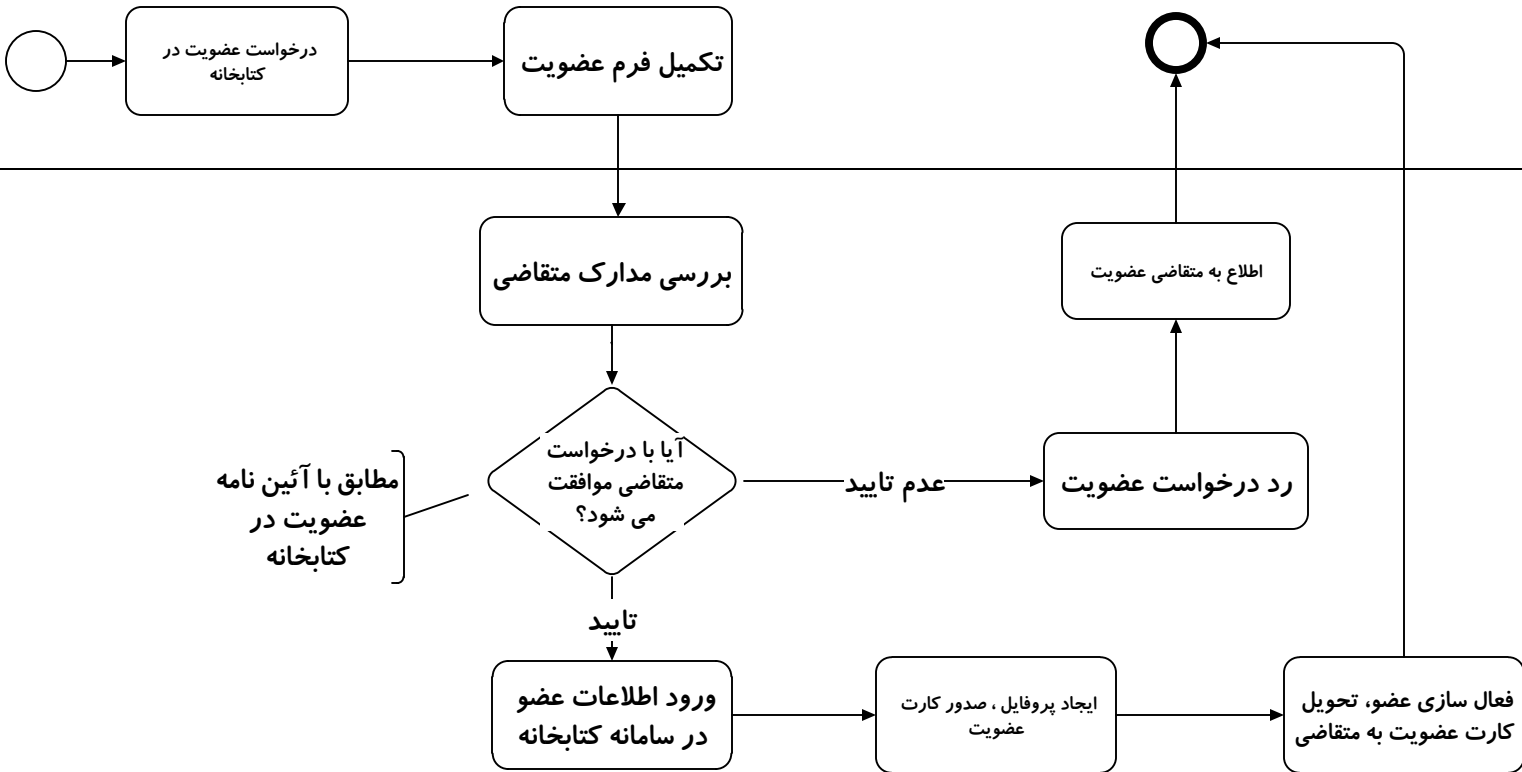 درخواست عضویت در
کتابخانه
تکمیل فرم عضویت
بررسی مدارک متقاضی
اطلاع به متقاضی عضویت
آیا با درخواست
متقاضی موافقت
می شود؟
عدم تایید
رد درخواست عضویت
مطابق با آئین نامه
عضویت در
کتابخانه
تایید
ورود اطلاعات عضو
در سامانه کتابخانه
ایجاد پروفایل ، صدور کارت
عضویت
فعال سازی عضو، تحویل
کارت عضویت به متقاضی